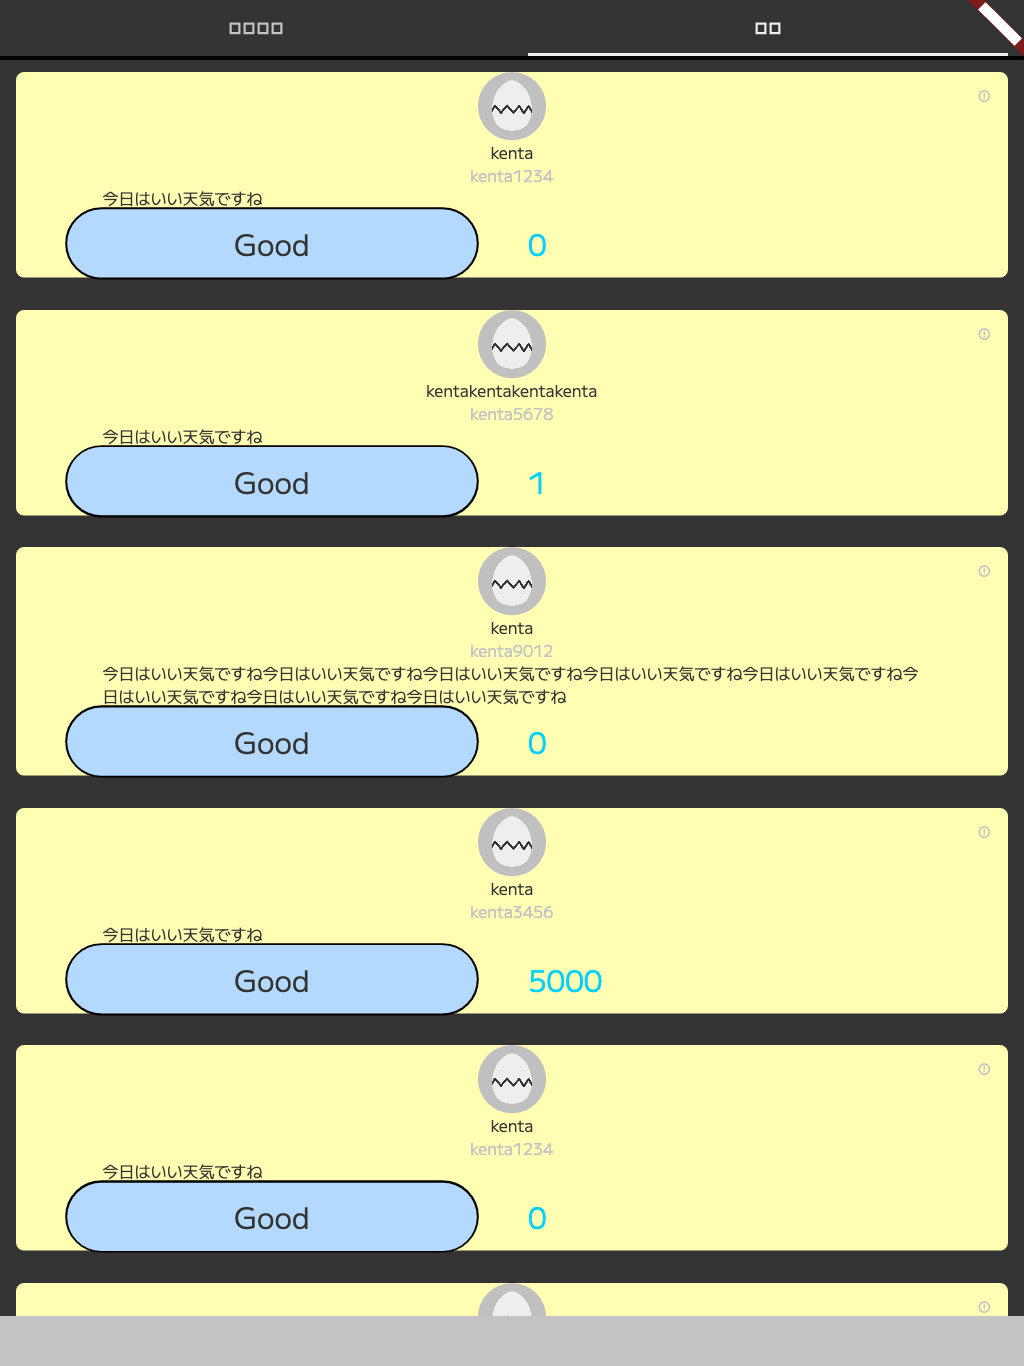 kenta
kenta1234
今日はいい天気ですね
Good 0
kentakentakentakenta
kenta5678
今日はいい天気ですね
Good 1
kenta
kenta9012
今日はいい天気ですね今日はいい天気ですね今日はいい天気ですね今日はいい天気ですね今日はいい天気ですね今
日はいい天気ですね今日はいい天気ですね今日はいい天気ですね
Good 0
kenta
kenta3456
今日はいい天気ですね
Good 5000
kenta
kenta1234
今日はいい天気ですね
Good 0